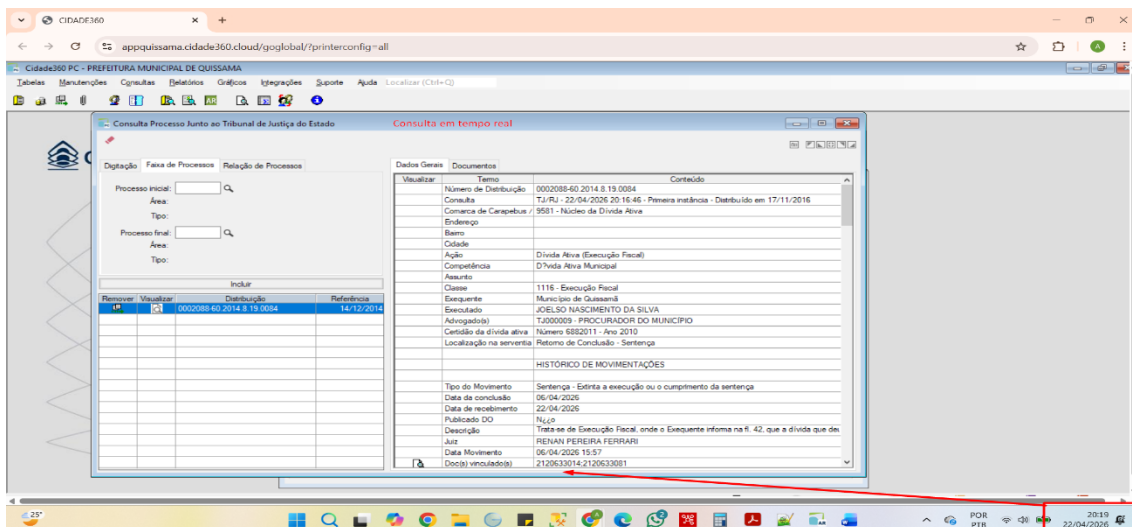 CIDADE360
appquissama.cidade360.cloud/goglobal/?printerconfig=all
Cidade360 PC - PREFEITURA MUNICIPAL DE QUISSAMA
Tabelas Manutenções Consultas Relatórios Gráficos Integrações Suporte Ajuda Localizar (Ctrl+Q)
Consulta Processo Junto ao Tribunal de Justiça do Estado Consulta em tempo real
Digitação Faixa de Processos Relação de Processos
Processo inicial:
Área:
Tipo:
Processo final:
Área:
Tipo:
Incluir
Remover Visualizar Distribuição Referência
0002088-60.2014.8.19.0084 14/12/2014
Dados Gerais Documentos
Visualizar Termo Conteúdo
Número de Distribuição 0002088-60.2014.8.19.0084
Consulta TJ/RJ - 22/04/2026 20:16:46 - Primeira instância - Distribuído em 17/11/2016
Comarca de Carapebus / 9581 - Núcleo da Dívida Ativa
Endereço
Bairro
Cidade
Ação Dívida Ativa (Execução Fiscal)
Competência D?vida Ativa Municipal
Assunto
Classe 1116 - Execução Fiscal
Exequente Município de Quissamã
Executado JOELSO NASCIMENTO DA SILVA
Advogado(s) TJ000009 - PROCURADOR DO MUNICÍPIO
Certidão da dívida ativa Número 6882011 - Ano 2010
Localização na serventia Retorno de Conclusão - Sentença
HISTÓRICO DE MOVIMENTAÇÕES
Tipo do Movimento Sentença - Extinta a execução ou o cumprimento da sentença
Data da conclusão 06/04/2026
Data de recebimento 22/04/2026
Publicado DO N¿¿o
Descrição Trata-se de Execução Fiscal, onde o Exequente informa na fl. 42, que a dívida que deu
Juiz RENAN PEREIRA FERRARI
Data Movimento 06/04/2026 15:57
Doc(s) vinculado(s) 2120633014;2120633081
25°
POR
PTB
20:19
22/04/2026